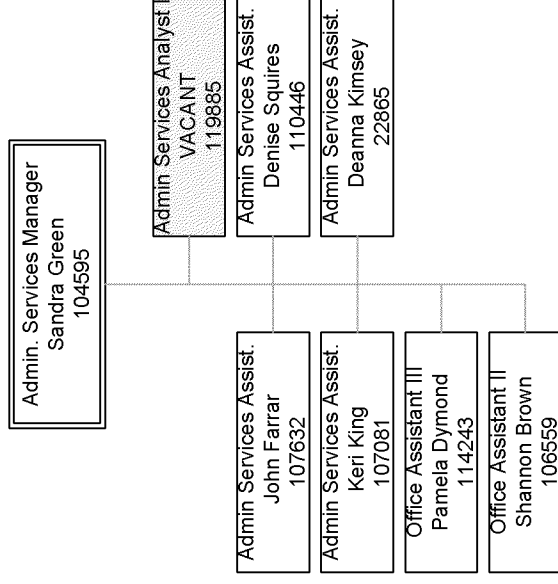 Admin. Services Manager
Sandra Green
104595
Admin Services Analyst
VACANT
119885
Admin Services Assist.
Denise Squires
110446
Admin Services Assist.
Deanna Kimsey
22865
Admin Services Assist.
John Farrar
107632
Admin Services Assist.
Keri King
107081
Office Assistant III
Pamela Dymond
114243
Office Assistant II
Shannon Brown
106559